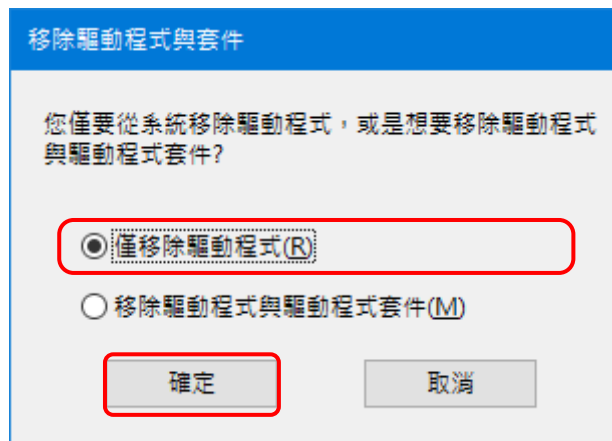 移除驅動程式與套件
您僅要從系統移除驅動程式，或是想要移除驅動程式
與驅動程式套件?
僅移除驅動程式(R)
移除驅動程式與驅動程式套件(M)
確定 取消